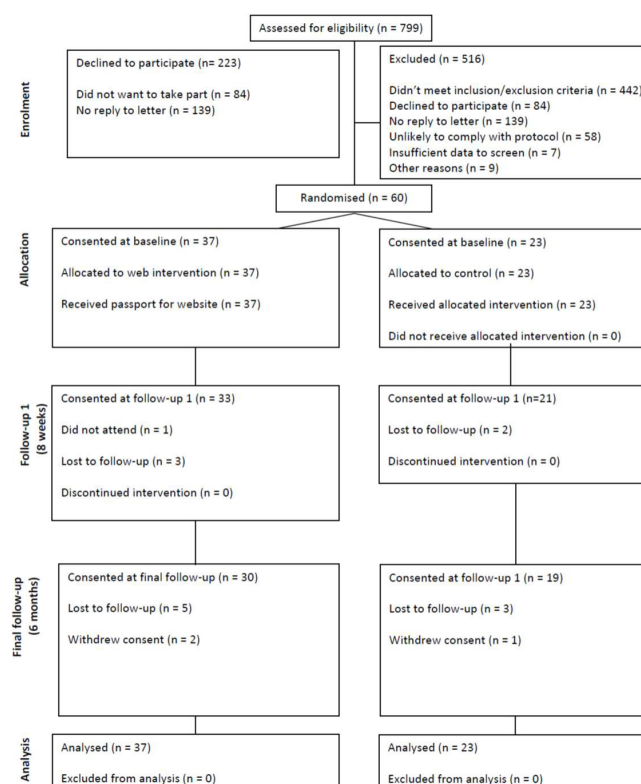 Assessed for eligibility (n = 799)
Enrolment
Declined to participate (n= 223)
Did not want to take part (n = 84)
No reply to letter (n = 139)
Excluded (n = 516)
Didn't meet inclusion/exclusion criteria (n = 442)
Declined to participate (n = 84)
No reply to letter (n = 139)
Unlikely to comply with protocol (n = 58)
Insufficient data to screen (n = 7)
Other reasons (n = 9)
Randomised (n = 60)
Allocation
Consented at baseline (n = 37)
Allocated to web intervention (n = 37)
Received passport for website (n = 37)
Consented at baseline (n = 23)
Allocated to control (n = 23)
Received allocated intervention (n = 23)
Did not receive allocated intervention (n = 0)
Follow-up 1
(8 weeks)
Consented at follow-up 1 (n = 33)
Did not attend (n = 1)
Lost to follow-up (n = 3)
Discontinued intervention (n = 0)
Consented at follow-up 1 (n=21)
Lost to follow-up (n = 2)
Discontinued intervention (n = 0)
Final follow-up
(6 months)
Consented at final follow-up (n = 30)
Lost to follow-up (n = 5)
Withdrew consent (n = 2)
Consented at follow-up 1 (n = 19)
Lost to follow-up (n = 3)
Withdrew consent (n = 1)
Analysis
Analysed (n = 37)
Excluded from analysis (n = 0)
Analysed (n = 23)
Excluded from analysis (n = 0)